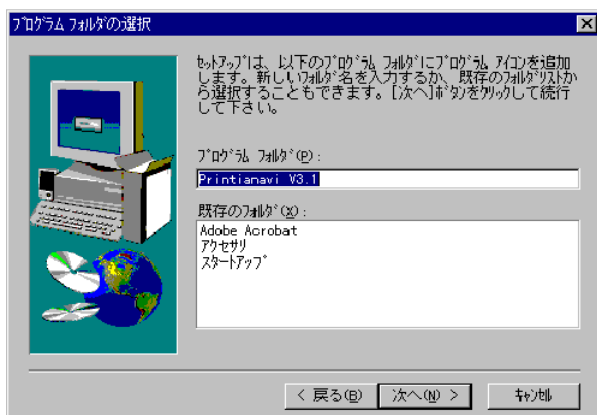 ﾌﾟﾛｸﾞﾗﾑ ﾌｫﾙﾀﾞの選択
ｾｯﾄｱｯﾌﾟは、以下のﾌﾟﾛｸﾞﾗﾑ ﾌｫﾙﾀﾞにﾌﾟﾛｸﾞﾗﾑ ｱｲｺﾝを追加
します。新しいﾌｫﾙﾀﾞ名を入力するか、既存のﾌｫﾙﾀﾞﾘｽﾄか
ら選択することもできます。[次へ]ﾎﾞﾀﾝをｸﾘｯｸして続行
して下さい。
ﾌﾟﾛｸﾞﾗﾑ ﾌｫﾙﾀﾞ(P):
Printianavi V3.1
既存のﾌｫﾙﾀﾞ(X):
Adobe Acrobat
ｱｸｾｻﾘ
ｽﾀｰﾄｱｯﾌﾟ
< 戻る(B)
次へ(N) >
ｷｬﾝｾﾙ